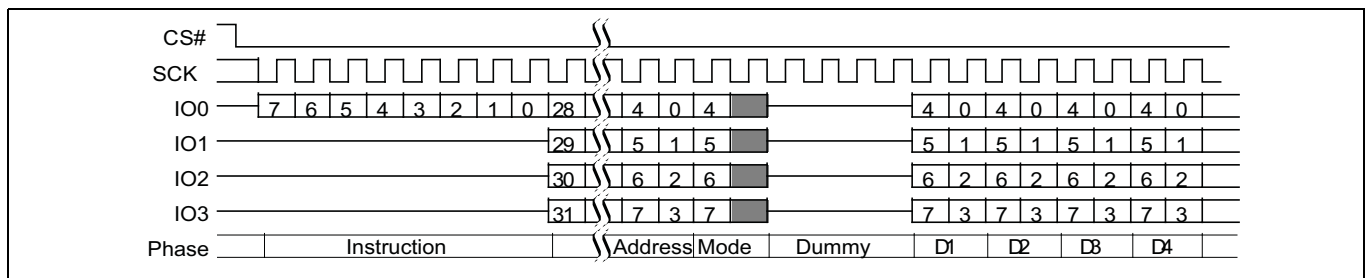 CS#
SCK
IO0 7 6 5 4 3 2 1 0 28 4 0 4 4 0 4 0 4 0 4 0
IO1 29 5 1 5 5 1 5 1 5 1 5 1
IO2 30 6 2 6 6 2 6 2 6 2 6 2
IO3 31 7 3 7 7 3 7 3 7 3 7 3
Phase Instruction Address Mode Dummy D1 D2 D3 D4